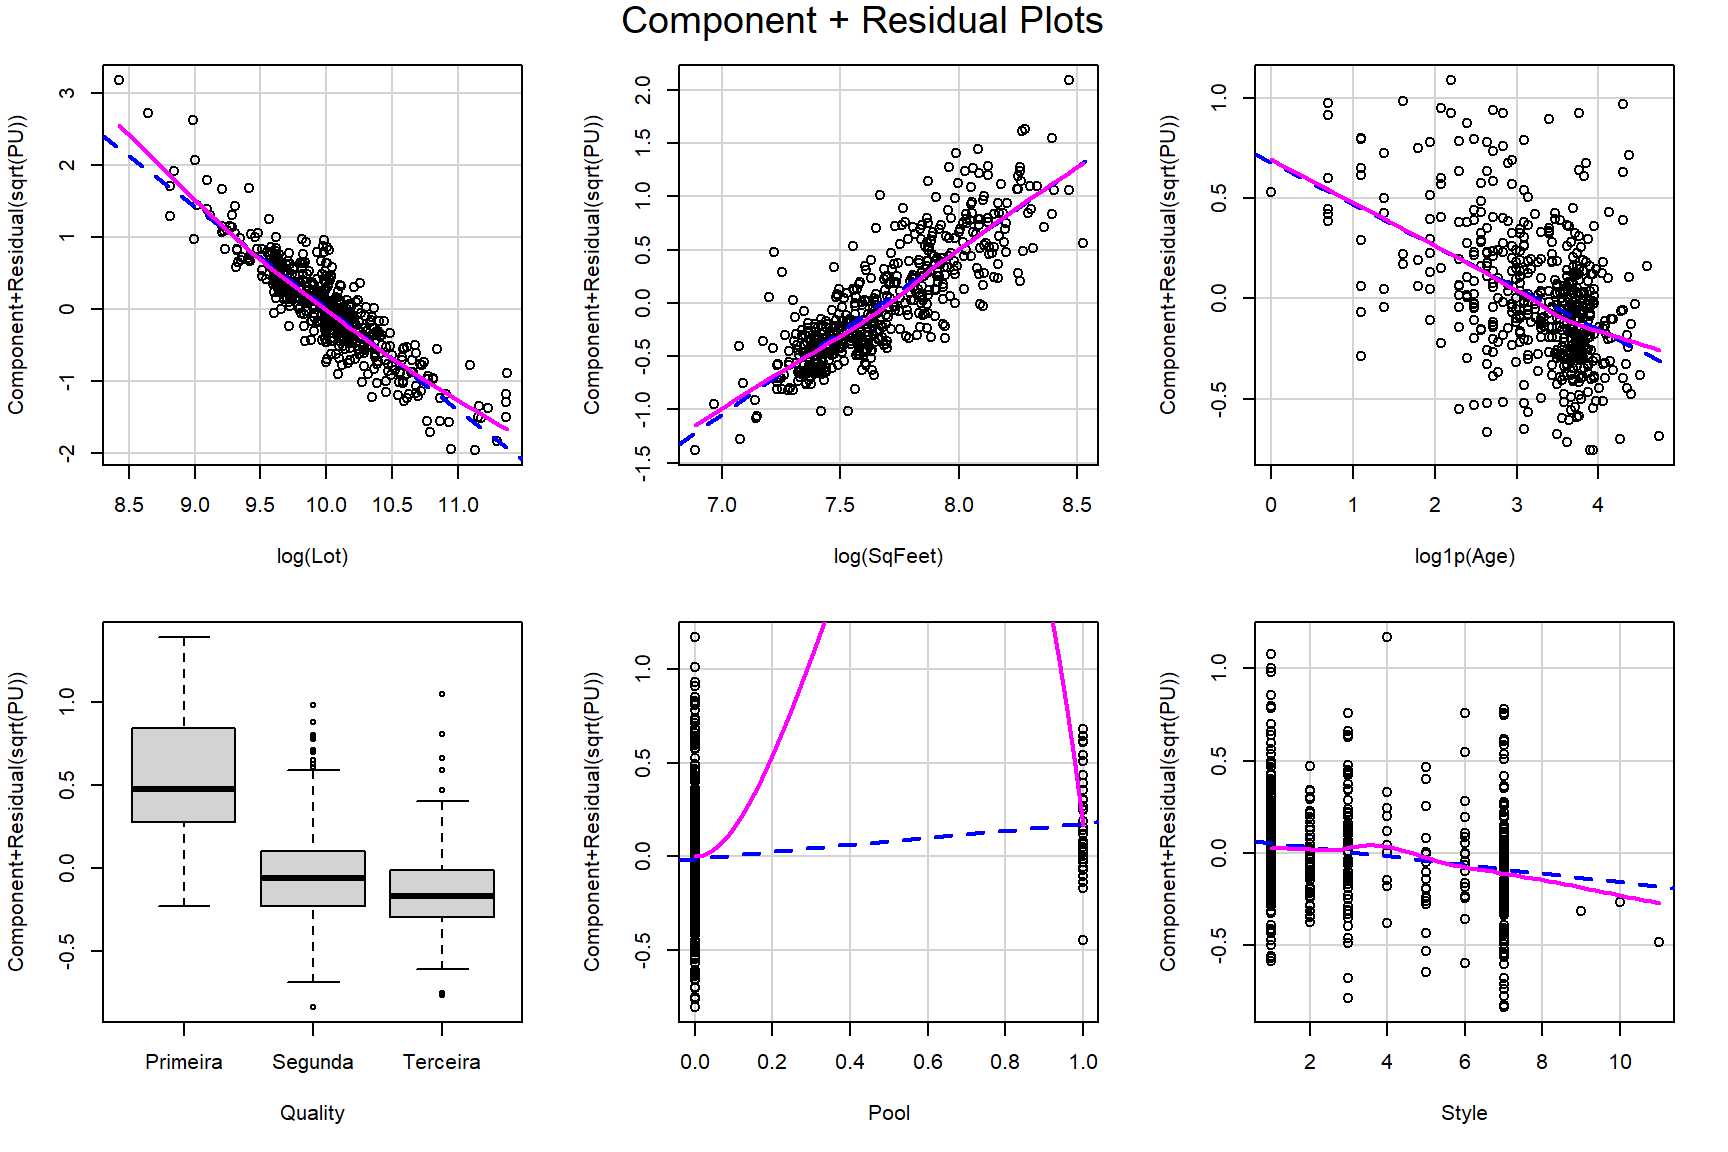 Component + Residual Plots
Component+Residual(sqrt(PU))
3
2
1
0
-1
-2
8.5 9.0 9.5 10.0 10.5 11.0
log(Lot)
Component+Residual(sqrt(PU))
2.0
1.5
1.0
0.5
0.0
-0.5
-1.0
-1.5
7.0 7.5 8.0 8.5
log(SqFeet)
Component+Residual(sqrt(PU))
1.0
0.5
0.0
-0.5
0 1 2 3 4
log1p(Age)
Component+Residual(sqrt(PU))
1.0
0.5
0.0
-0.5
Primeira Segunda Terceira
Quality
Component+Residual(sqrt(PU))
1.0
0.5
0.0
-0.5
0.0 0.2 0.4 0.6 0.8 1.0
Pool
Component+Residual(sqrt(PU))
1.0
0.5
0.0
-0.5
2 4 6 8 10
Style